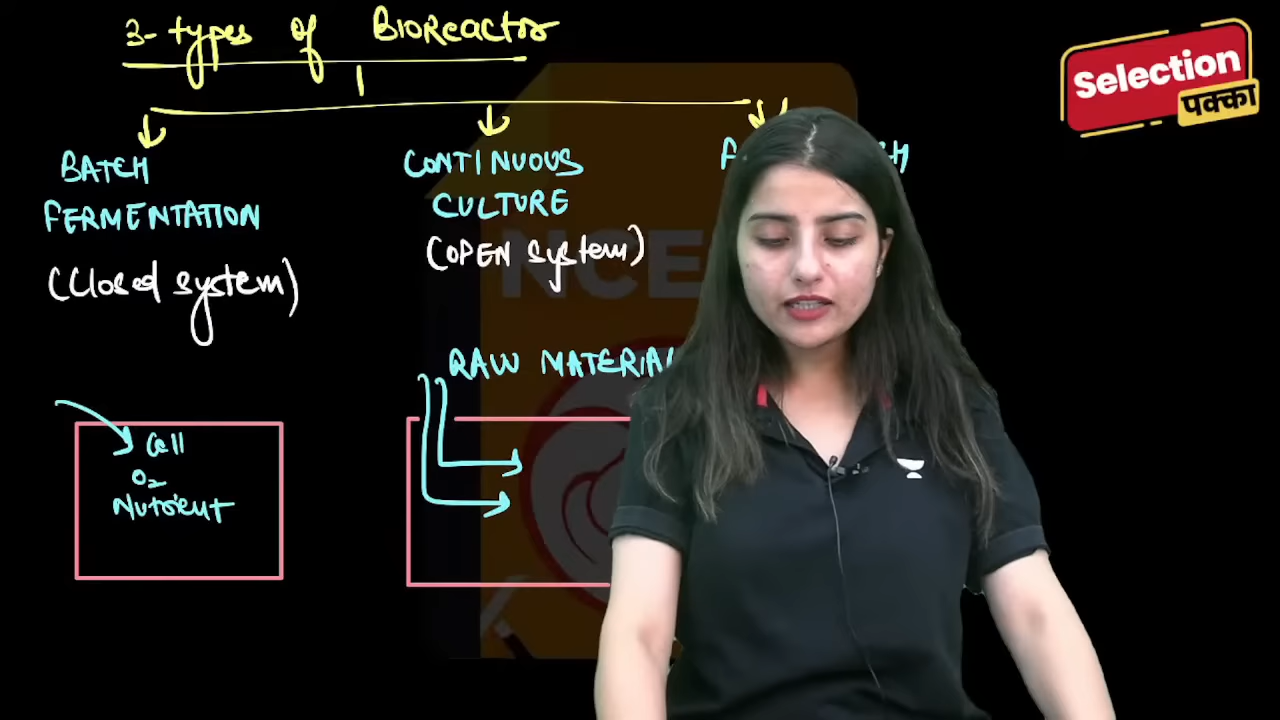 3- types of BIOReactor
BATCH
FERMENTATION
(Closed system)
CONTINUOUS
CULTURE
(OPEN system)
RAW MATERIAL
Cell
O2
Nutrient
Selection
पक्का